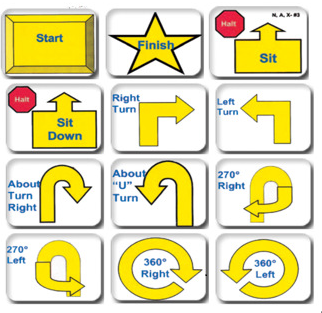 Start
Finish
N, A, X- #3
Halt
Sit
Halt
Sit
Down
Right
Turn
Left
Turn
About
Turn
Right
About
“U”
Turn
270°
Right
270°
Left
360°
Right
360°
Left